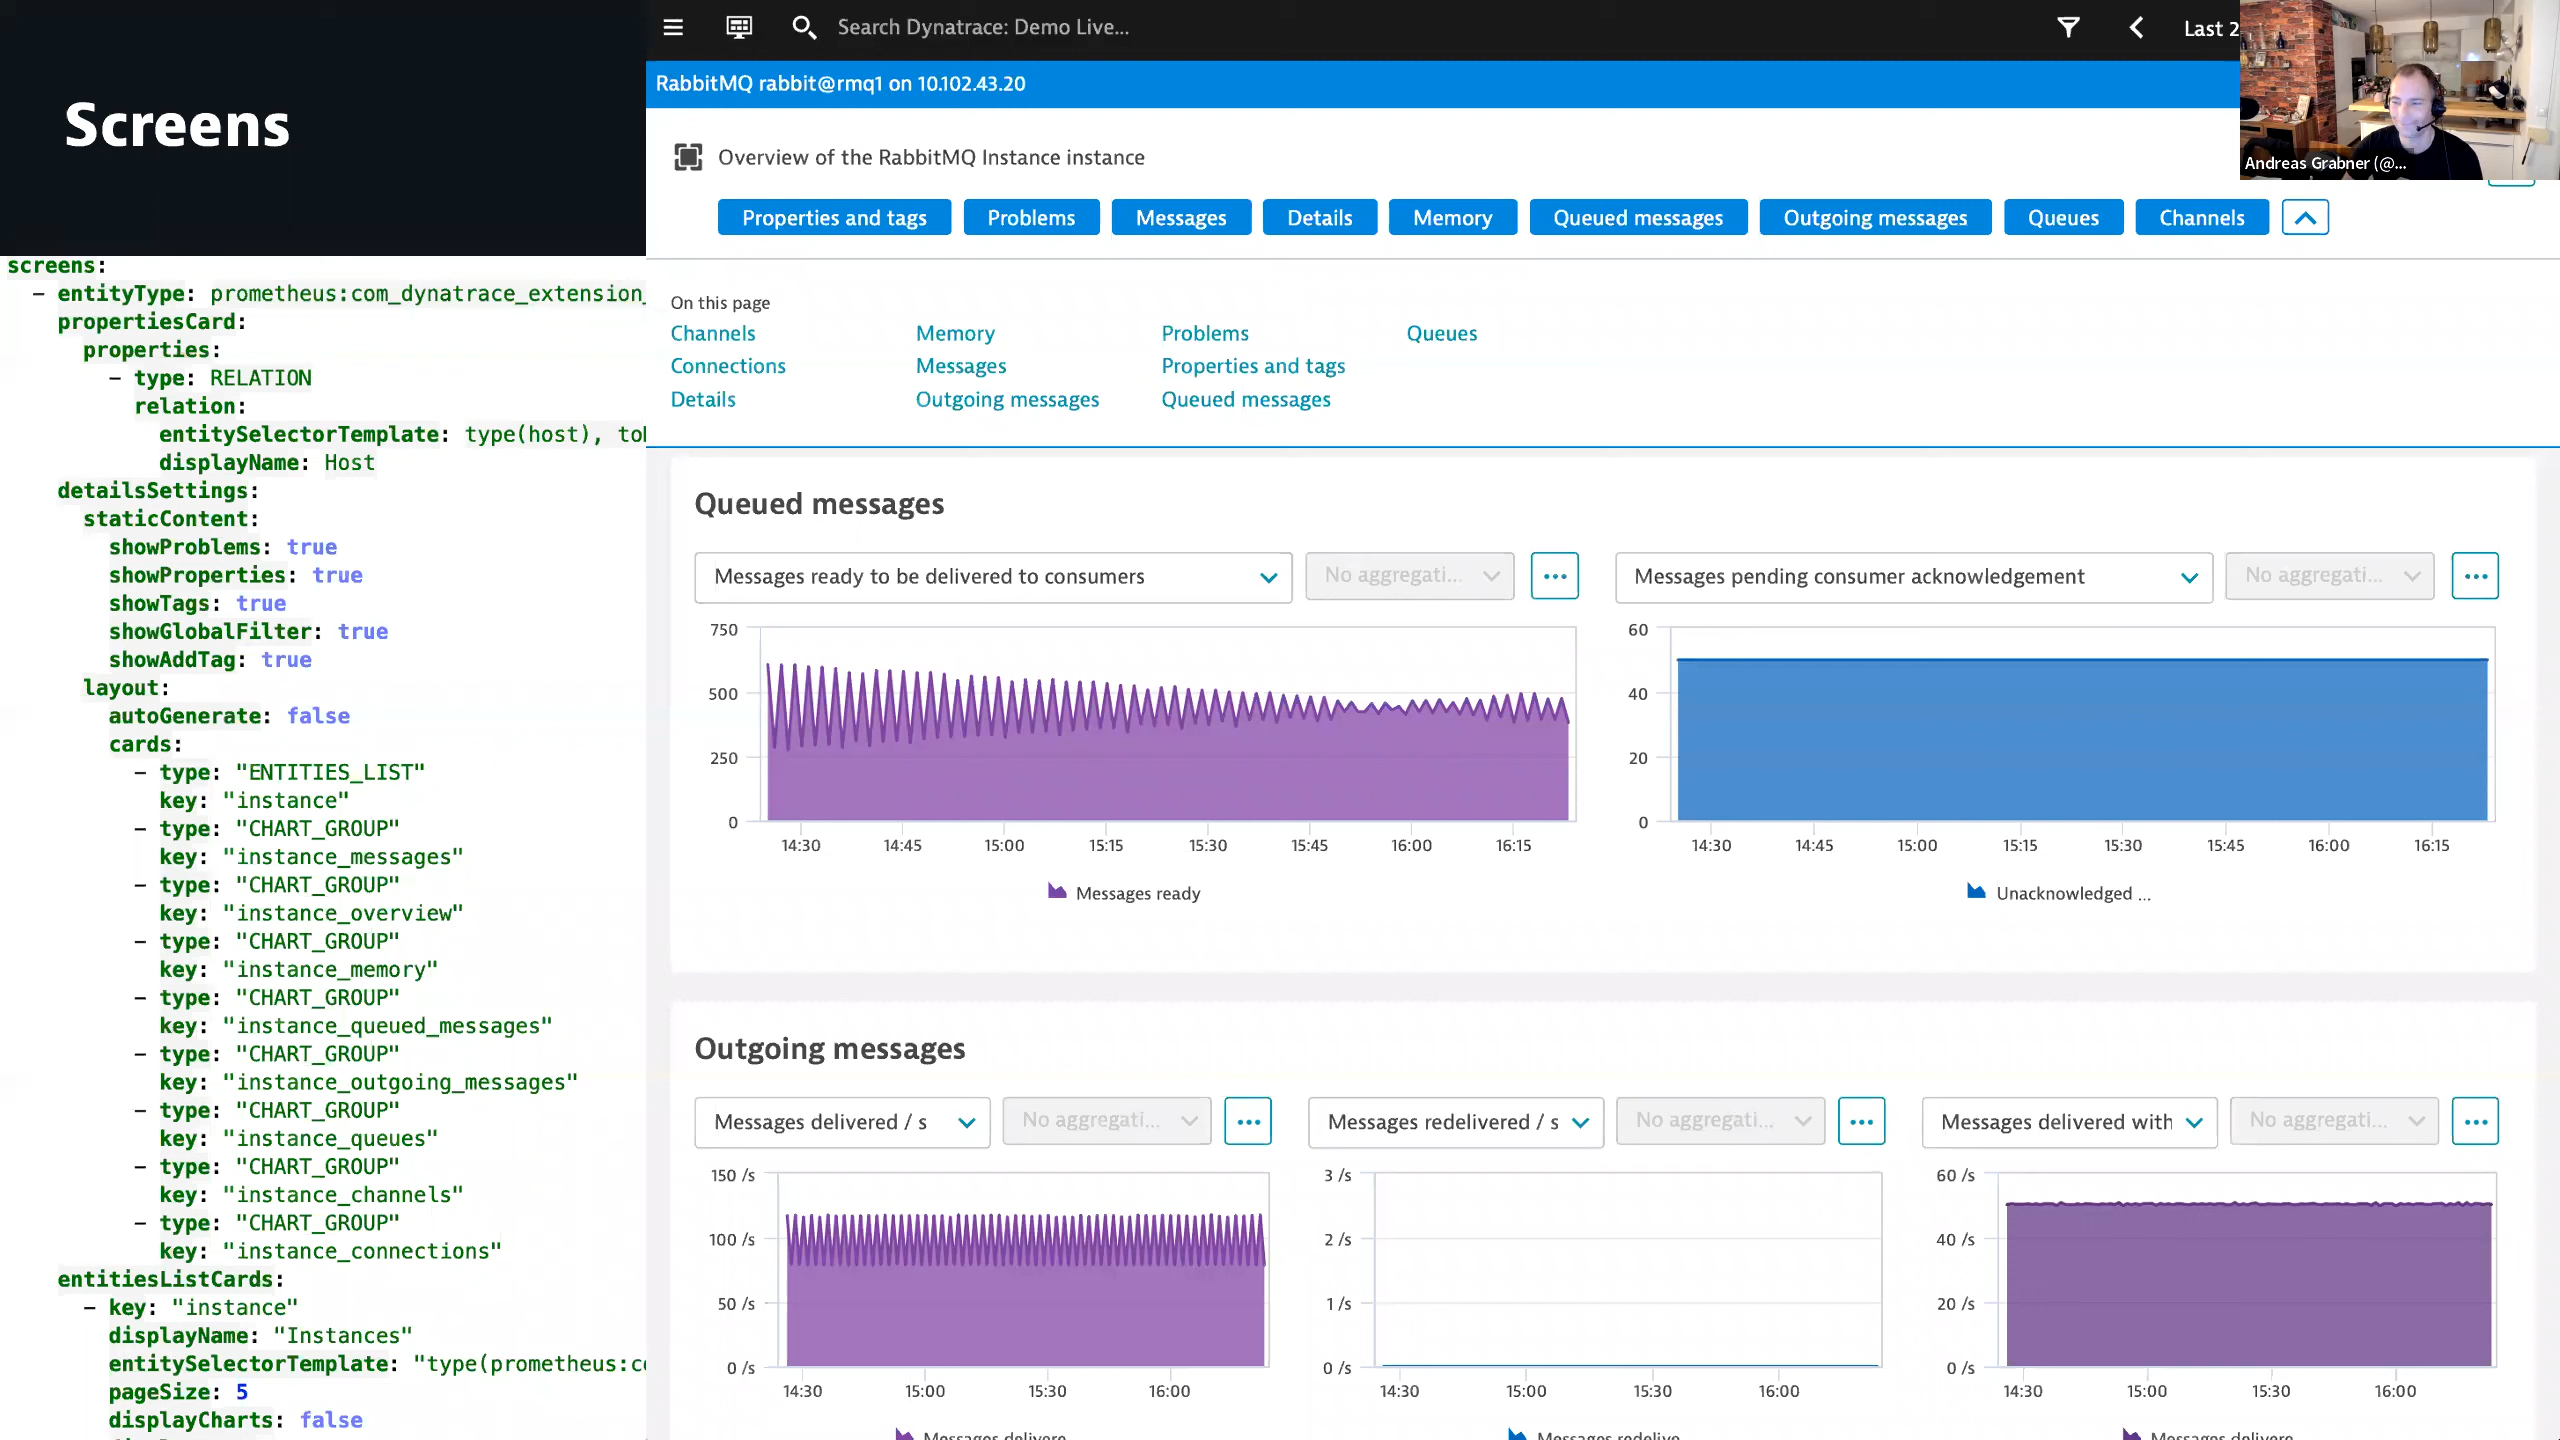 Screens
screens:
- entityType: prometheus:com_dynatrace_extension_
propertiesCard:
properties:
- type: RELATION
relation:
entitySelectorTemplate: type(host),
displayName: Host
detailsSettings:
staticContent:
showProblems: true
showProperties: true
showTags: true
showGlobalFilter: true
showAddTag: true
layout:
autoGenerate: false
cards:
- type: "ENTITIES_LIST"
key: "instance"
- type: "CHART_GROUP"
key: "instance_messages"
- type: "CHART_GROUP"
key: "instance_overview"
- type: "CHART_GROUP"
key: "instance_memory"
- type: "CHART_GROUP"
key: "instance_queued_messages"
- type: "CHART_GROUP"
key: "instance_outgoing_messages"
- type: "CHART_GROUP"
key: "instance_queues"
- type: "CHART_GROUP"
key: "instance_channels"
- type: "CHART_GROUP"
key: "instance_connections"
entitiesListCards:
- key: "instance"
displayName: "Instances"
entitySelectorTemplate: "type(prometheus:c
pageSize: 5
displayCharts: false
Search Dynatrace: Demo Live...
Last 2
Andreas Grabner (@...
RabbitMQ rabbit@rmq1 on 10.102.43.20
Overview of the RabbitMQ Instance instance
Properties and tags Problems Messages Details Memory Queued messages Outgoing messages Queues Channels
On this page
Channels Memory Problems Queues
Connections Messages Properties and tags
Details Outgoing messages Queued messages
Queued messages
Messages ready to be delivered to consumers No aggregati...
750
500
250
0
14:30 14:45 15:00 15:15 15:30 15:45 16:00 16:15
Messages ready
Messages pending consumer acknowledgement No aggregati...
60
40
20
0
14:30 14:45 15:00 15:15 15:30 15:45 16:00 16:15
Unacknowledged ...
Outgoing messages
Messages delivered / s No aggregati...
150 /s
100 /s
50 /s
0 /s
14:30 15:00 15:30 16:00
Messages delivere
Messages redelivered / s No aggregati...
3 /s
2 /s
1 /s
0 /s
14:30 15:00 15:30 16:00
Messages redelive
Messages delivered with No aggregati...
60 /s
40 /s
20 /s
0 /s
14:30 15:00 15:30 16:00
Messages delivere